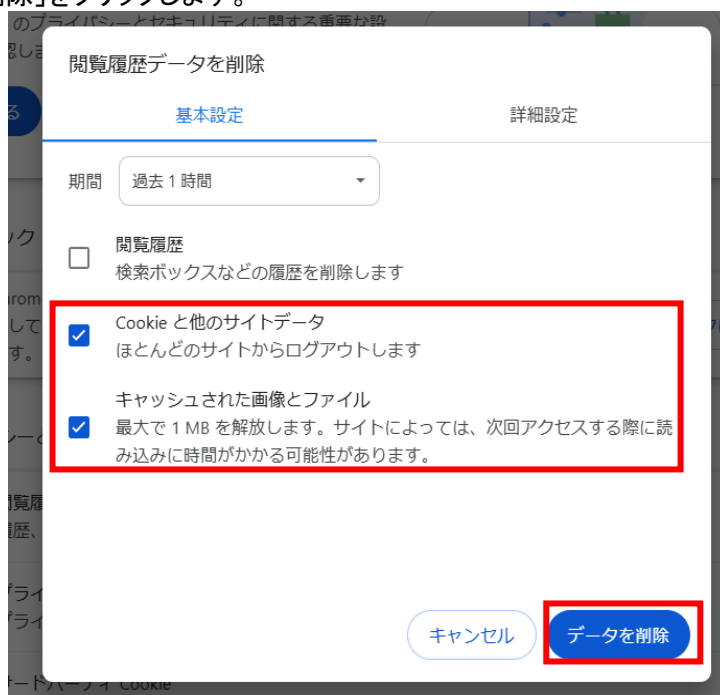 除」をクリックします。
のプライバシーとセキュリティに関する重要な設
閲覧履歴データを削除
基本設定
詳細設定
期間
過去 1 時間
閲覧履歴
検索ボックスなどの履歴を削除します
Cookie と他のサイトデータ
ほとんどのサイトからログアウトします
キャッシュされた画像とファイル
最大で 1 MB を解放します。サイトによっては、次回アクセスする際に読
み込みに時間がかかる可能性があります。
キャンセル
データを削除